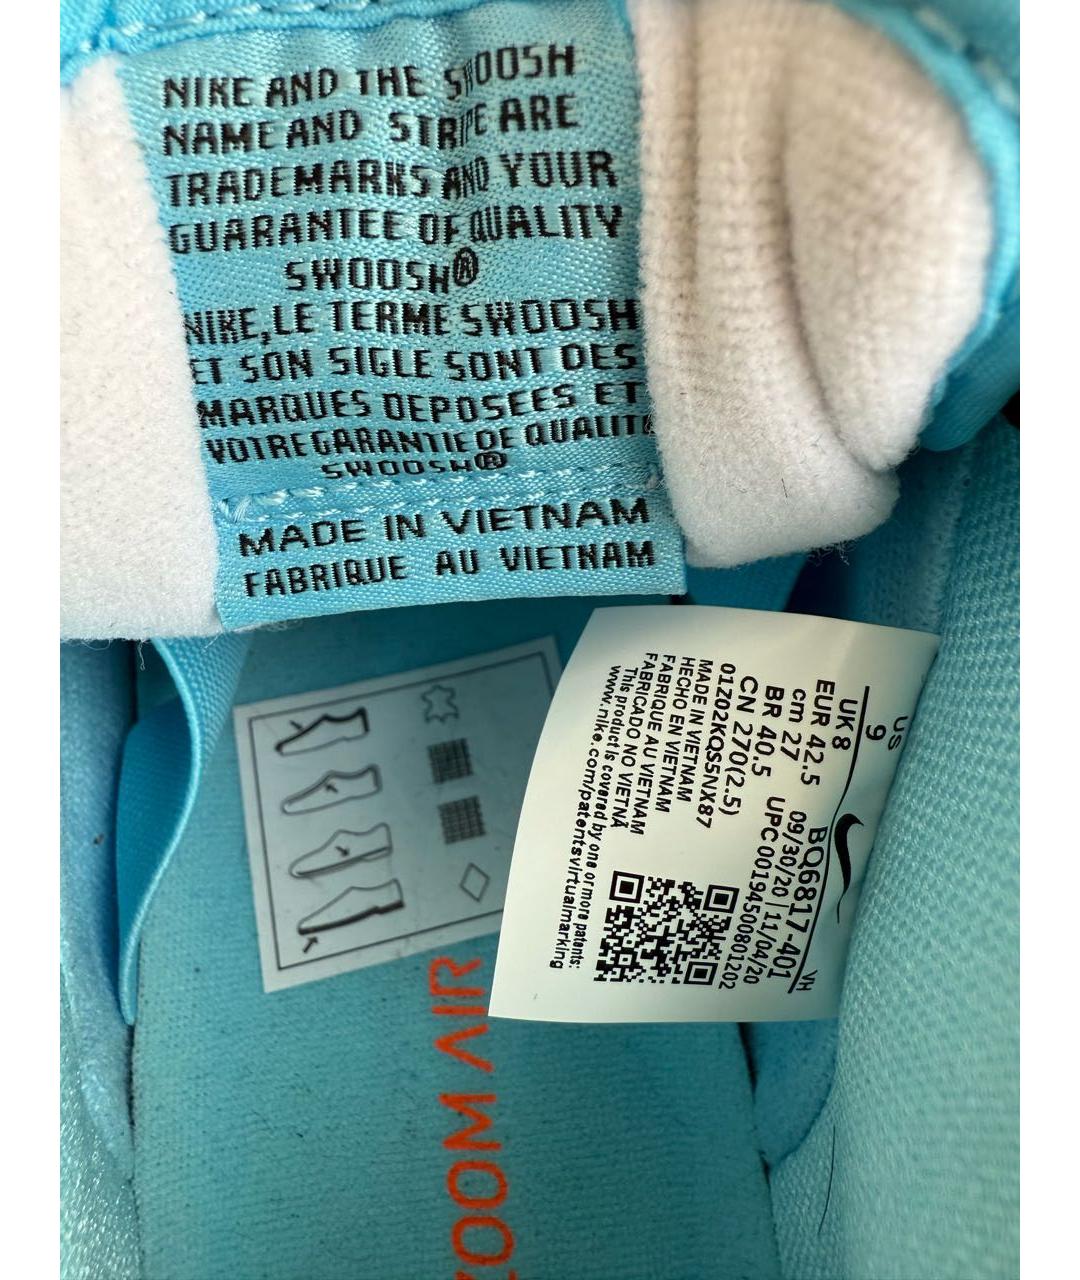 NIKE AND THE SWOOSH
NAME AND STRIPE ARE
TRADEMARKS AND YOUR
GUARANTEE OF QUALITY
SWOOSH®
NIKE, LE TERME SWOOSH
ET SON SIGLE SONT DES
MARQUES DEPOSEES ET
VOTRE GARANTIE DE QUALITE
SWOOSH®
MADE IN VIETNAM
FABRIQUE AU VIETNAM
US
9
UK 8
EUR 42.5 BQ6817-401 VH
cm 27 09/30/20 | 11/04/20
BR 40.5 UPC 00194500801202
CN 270(2.5)
01Z02KQS5NX87
MADE IN VIETNAM
HECHO EN VIETNAM
FABRIQUE AU VIETNAM
FABRICADO NO VIETNÃ
This product is covered by one or more patents:
www.nike.com/patentsvirtualmarking
ZOOM AIR